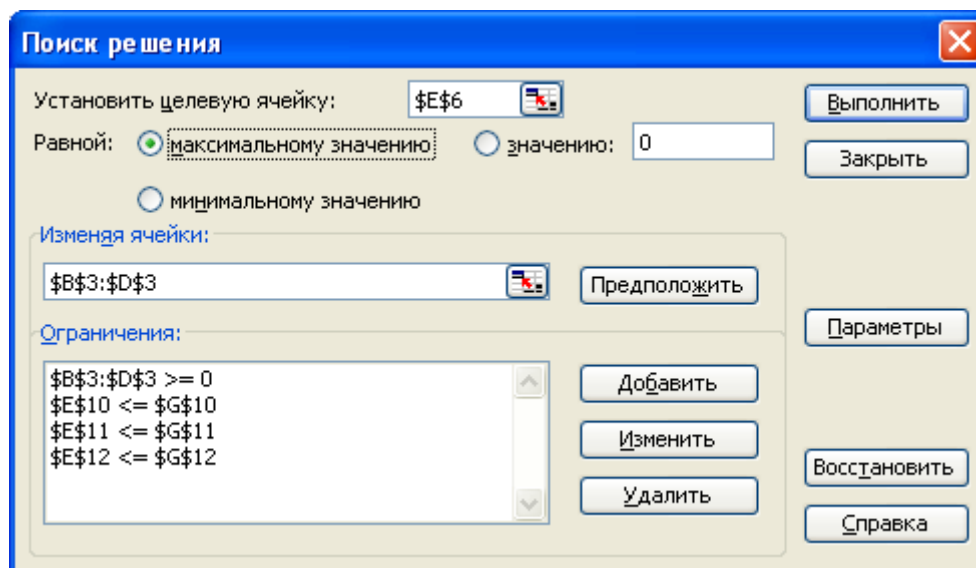 Поиск решения
Установить целевую ячейку: $E$6
Выполнить
Равной: максимальному значению значению: 0
Закрыть
минимальному значению
Изменяя ячейки:
$B$3:$D$3
Предположить
Параметры
Ограничения:
$B$3:$D$3 >= 0
$E$10 <= $G$10
$E$11 <= $G$11
$E$12 <= $G$12
Добавить
Изменить
Удалить
Восстановить
Справка